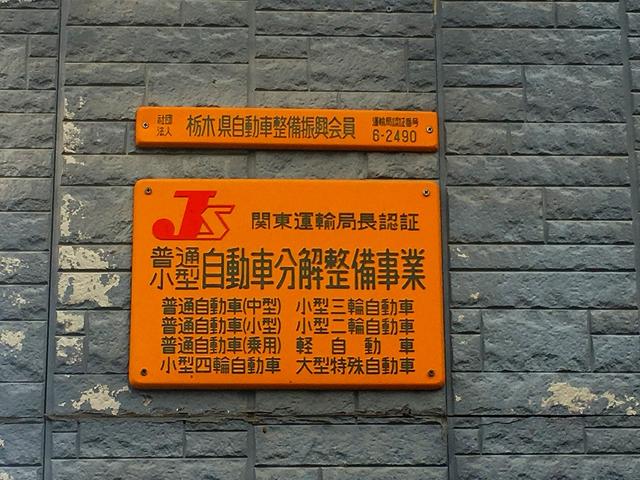 社団法人 栃木県自動車整備振興会員 運輸局認証番号
6-2490
JS 関東運輸局長認証
普通小型 自動車分解整備事業
普通自動車(中型) 小型三輪自動車
普通自動車(小型) 小型二輪自動車
普通自動車(乗用) 軽自動車
小型四輪自動車 大型特殊自動車